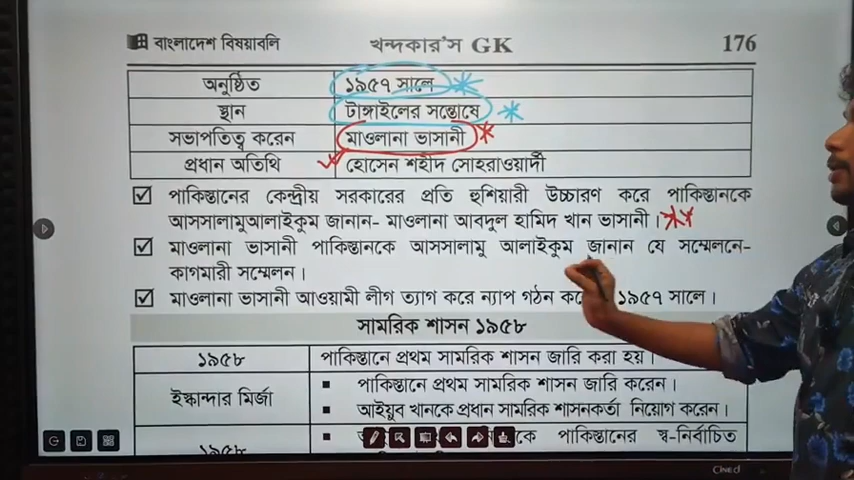 বাংলাদেশ বিষয়াবলি
খন্দকার'স GK
176
অনুষ্ঠিত ১৯৫৭ সালে
স্থান টাঙ্গাইলের সন্তোষে
সভাপতিত্ব করেন মাওলানা ভাসানী
প্রধান অতিথি হোসেন শহীদ সোহরাওয়ার্দী
পাকিস্তানের কেন্দ্রীয় সরকারের প্রতি হুশিয়ারী উচ্চারণ করে পাকিস্তানকে
আসসালামুআলাইকুম জানান- মাওলানা আবদুল হামিদ খান ভাসানী।
মাওলানা ভাসানী পাকিস্তানকে আসসালামু আলাইকুম জানান যে সম্মেলনে-
কাগমারী সম্মেলন।
মাওলানা ভাসানী আওয়ামী লীগ ত্যাগ করে ন্যাপ গঠন ১৯৫৭ সালে।
সামরিক শাসন ১৯৫৮
১৯৫৮ পাকিস্তানে প্রথম সামরিক শাসন জারি করা হয়।
ইস্কান্দার মির্জা
পাকিস্তানে প্রথম সামরিক শাসন জারি করেন।
আইয়ুব খানকে প্রধান সামরিক শাসনকর্তা নিয়োগ করেন।
১৯৫৮ পাকিস্তানের স্ব-নির্বাচিত